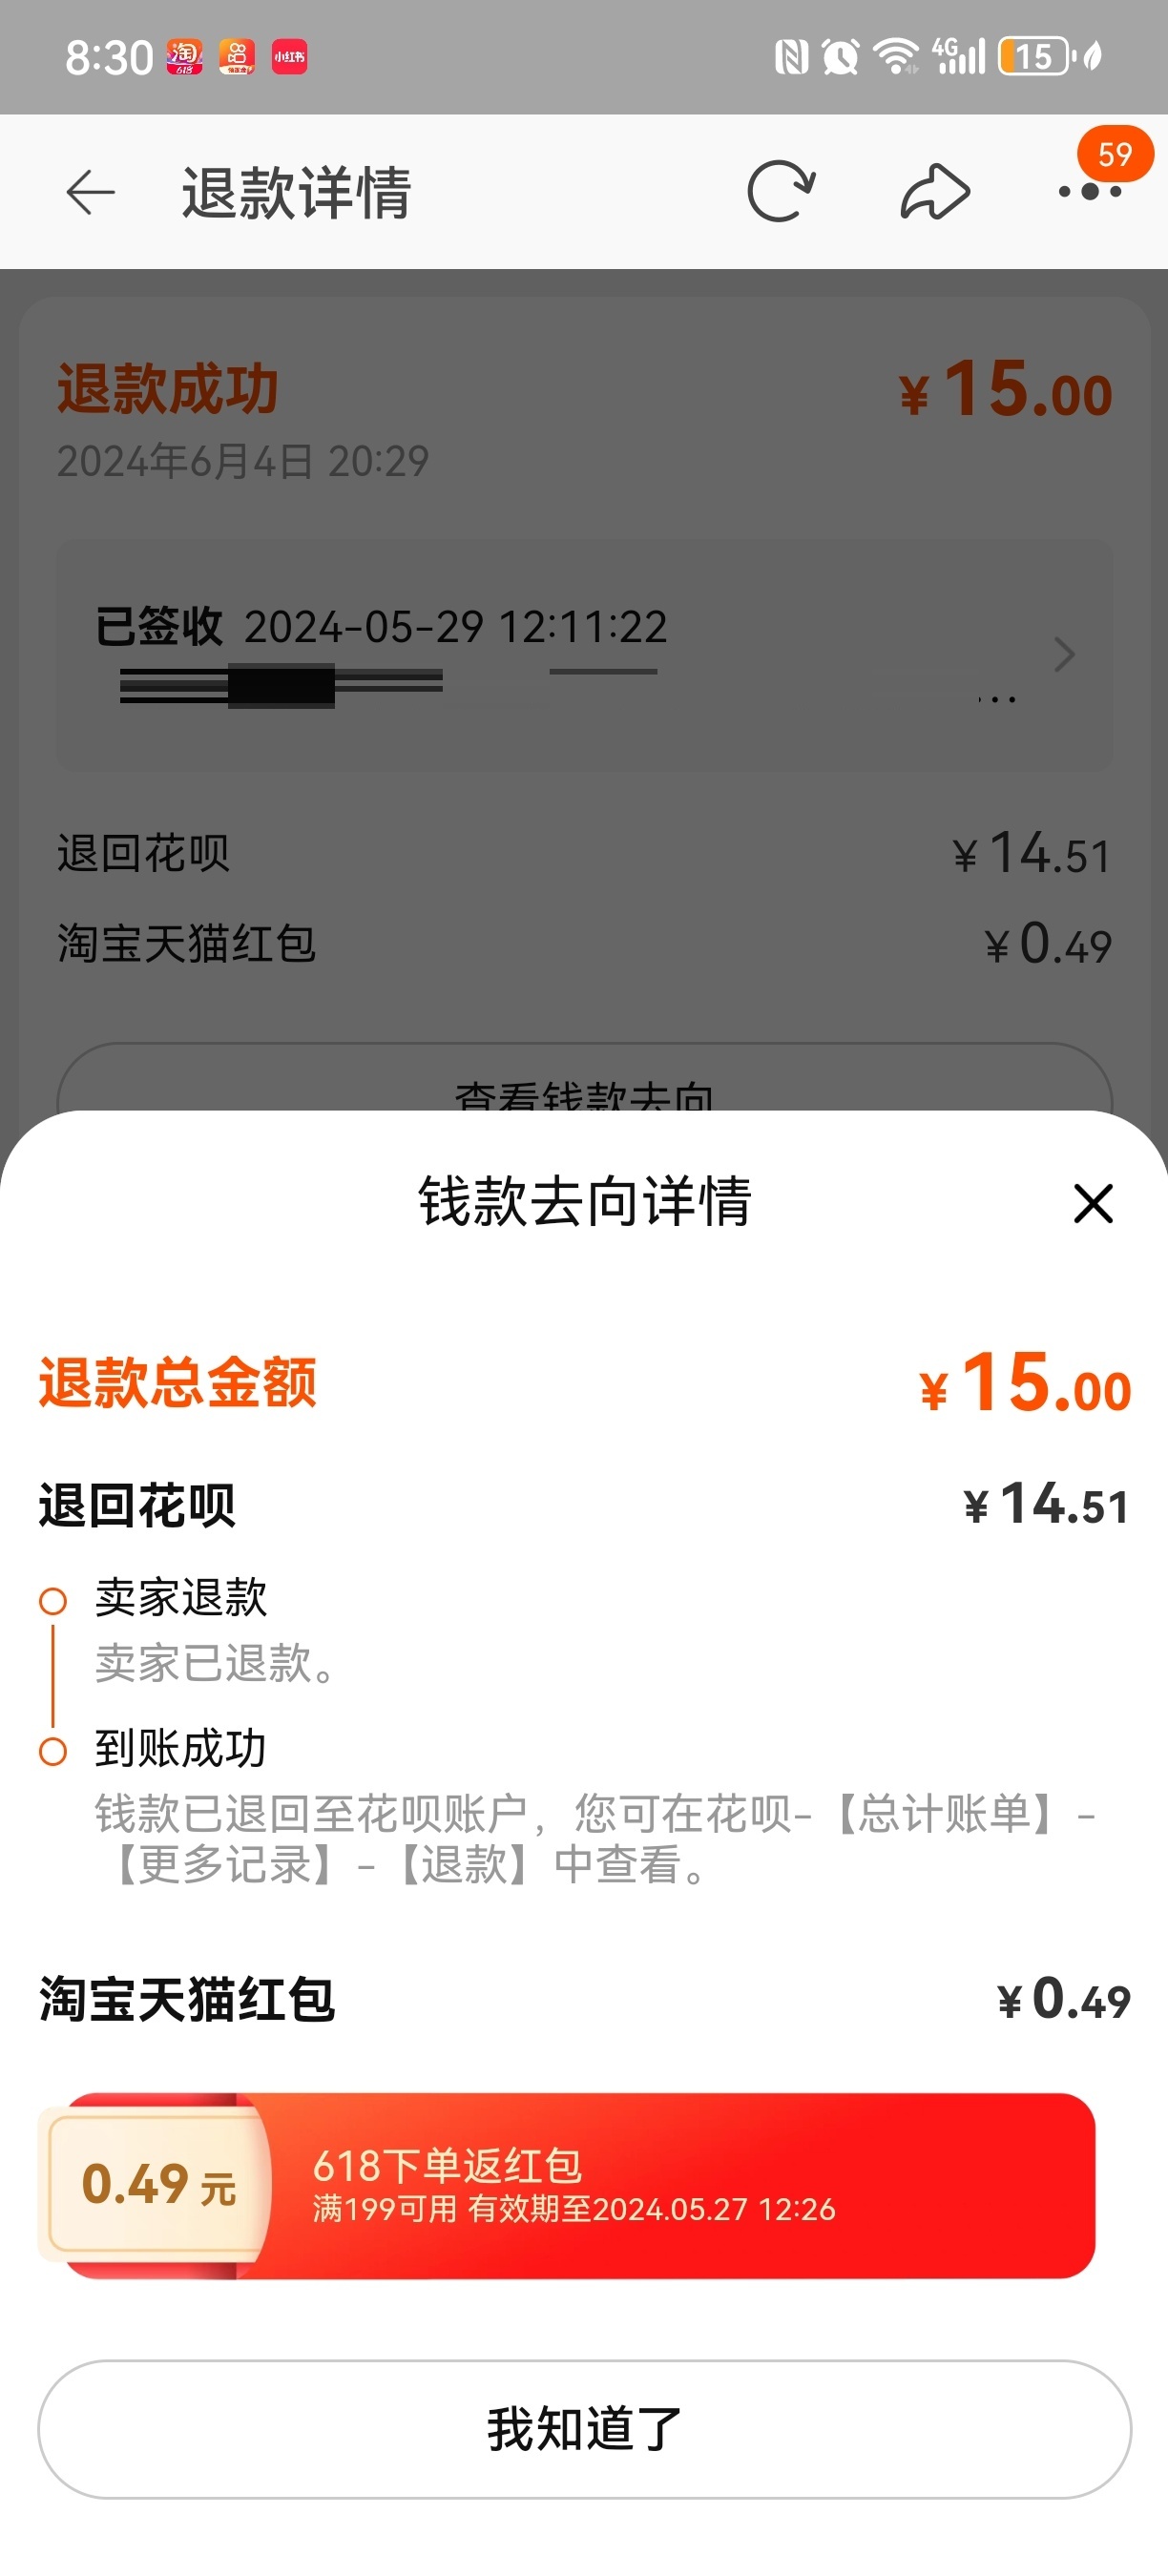 8:30
淘
618
小红书
4G
15
59
退款详情
退款成功
¥15.00
2024年6月4日 20:29
已签收 2024-05-29 12:11:22
...
退回花呗
¥14.51
淘宝天猫红包
¥0.49
查看钱款去向
钱款去向详情
退款总金额
¥15.00
退回花呗
¥14.51
卖家退款
卖家已退款。
到账成功
钱款已退回至花呗账户，您可在花呗-【总计账单】-
【更多记录】-【退款】中查看。
淘宝天猫红包
¥0.49
0.49 元
618下单返红包
满199可用 有效期至2024.05.27 12:26
我知道了